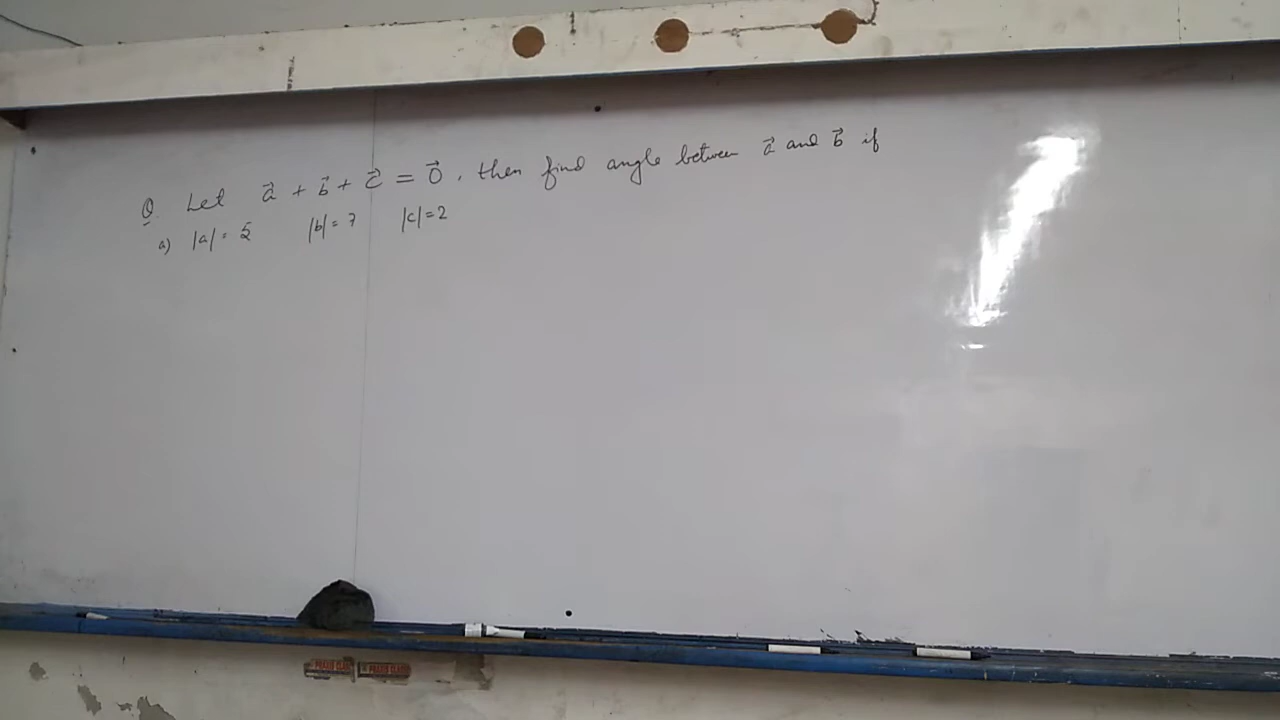 Q. Let a⃗ + b⃗ + c⃗ = 0⃗, then find angle between a⃗ and b⃗ if
a) |a| = 5 |b| = 7 |c| = 2